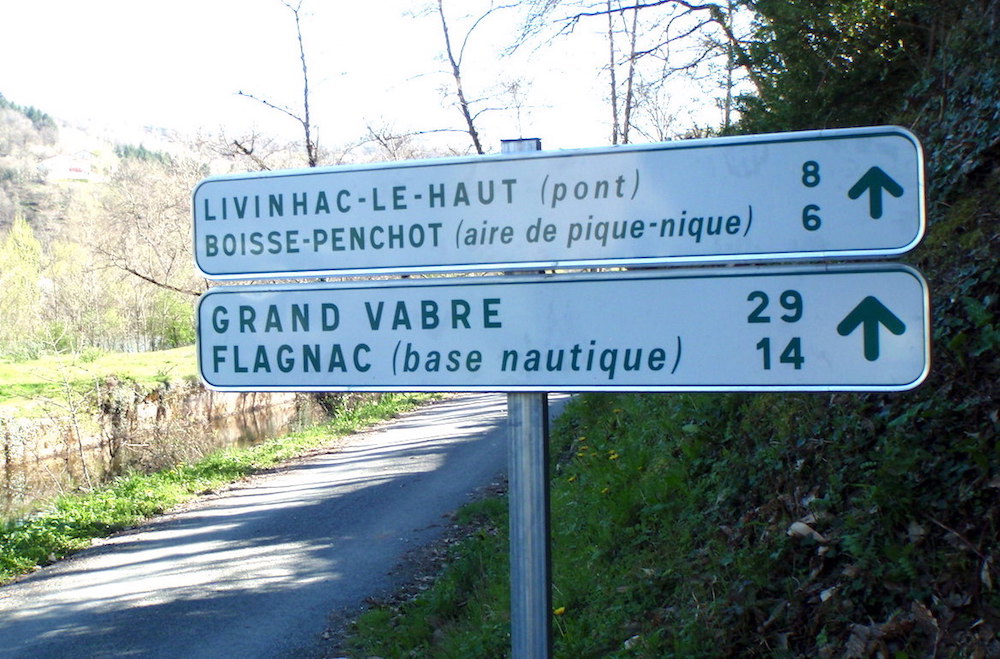 LIVINHAC-LE-HAUT (pont) 8
BOISSE-PENCHOT (aire de pique-nique) 6
GRAND VABRE 29
FLAGNAC (base nautique) 14